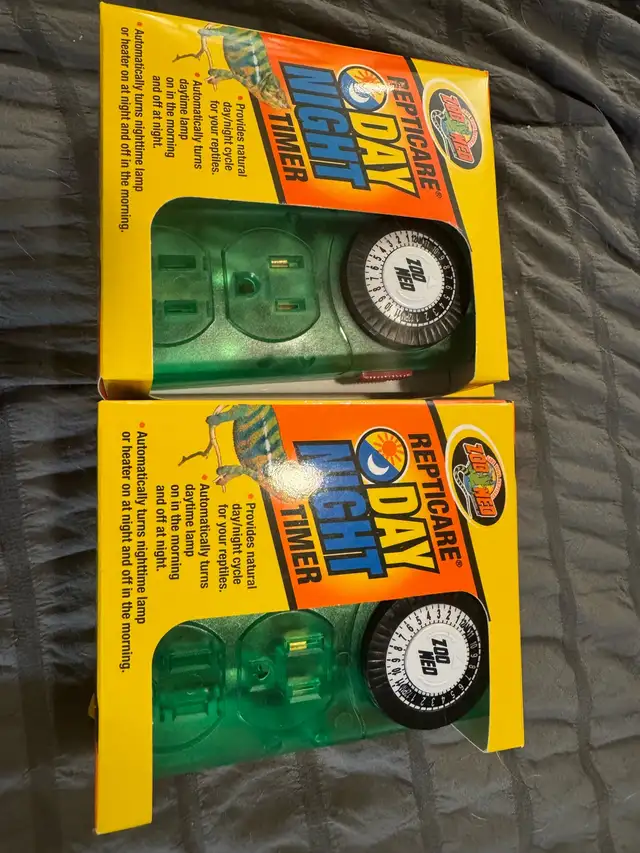 ZOO MED
REPTICARE®
DAY
NIGHT
TIMER
• Provides natural
day/night cycle
for your reptiles.
• Automatically turns
daytime lamp
on in the morning
and off at night.
• Automatically turns nighttime lamp
or heater on at night and off in the morning.
ZOO
MED
ZOO MED
REPTICARE®
DAY
NIGHT
TIMER
• Provides natural
day/night cycle
for your reptiles.
• Automatically turns
daytime lamp
on in the morning
and off at night.
• Automatically turns nighttime lamp
or heater on at night and off in the morning.
ZOO
MED